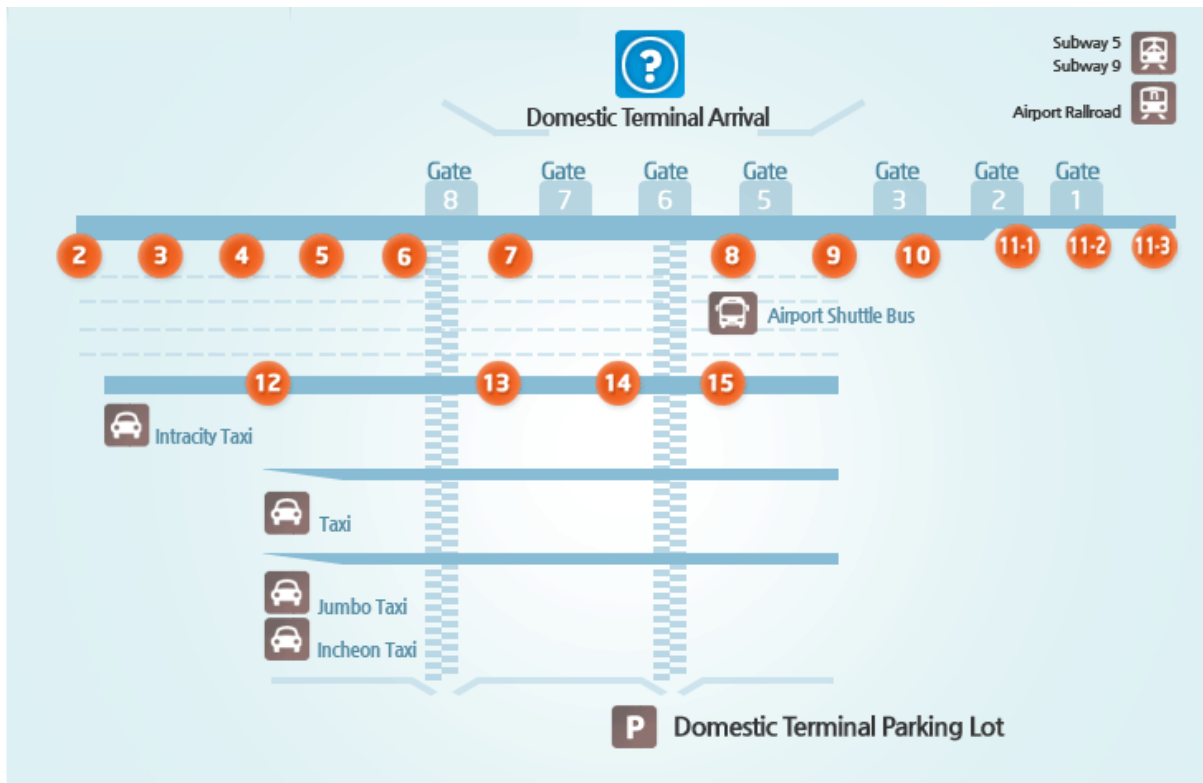 Subway 5
?
Subway 9
Domestic Terminal Arrival
Airport Railroad
Gate Gate Gate Gate Gate Gate Gate
8 7 6 5 3 2 1
2 3 4 5 6 7 8 9 10 11-1 11-2 11-3
Airport Shuttle Bus
12 13 14 15
Intracity Taxi
Taxi
Jumbo Taxi
Incheon Taxi
P Domestic Terminal Parking Lot